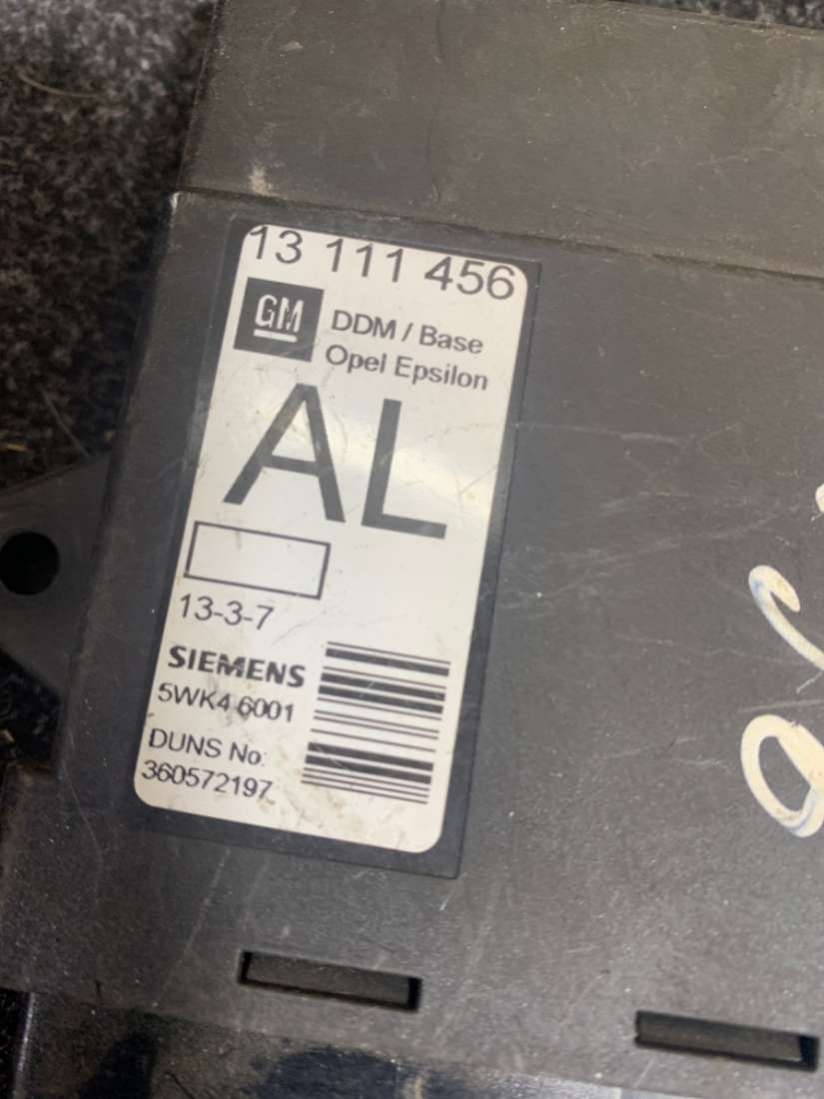 13 111 456
GM
DDM / Base
Opel Epsilon
AL
13-3-7
SIEMENS
5WK4 6001
DUNS No:
360572197